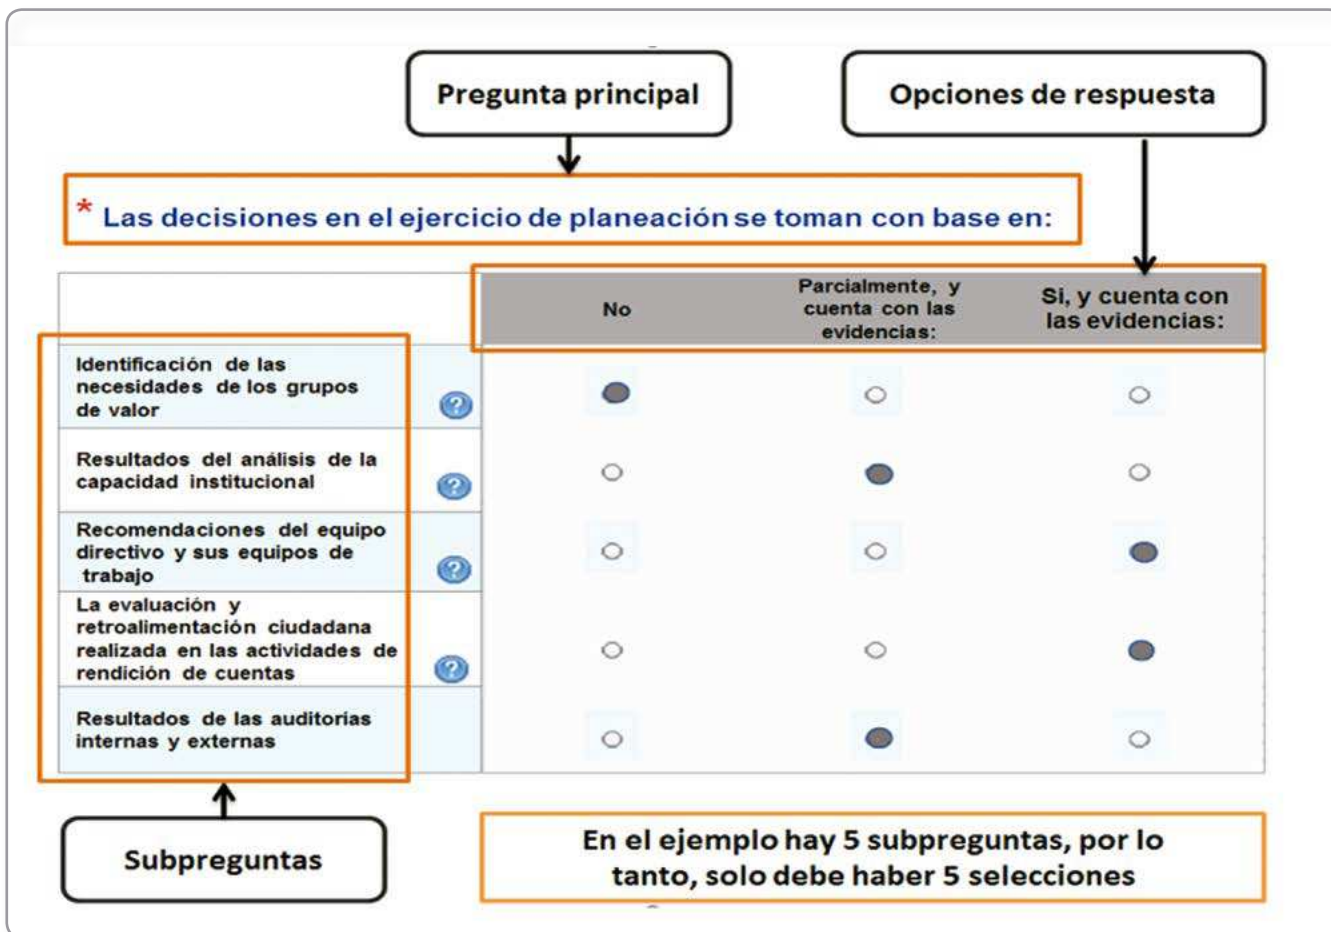 Pregunta principal
Opciones de respuesta
* Las decisiones en el ejercicio de planeación se toman con base en:
No
Parcialmente, y
cuenta con las
evidencias:
Si, y cuenta con
las evidencias:
Identificación de las
necesidades de los grupos
de valor
?
Resultados del análisis de la
capacidad institucional
?
Recomendaciones del equipo
directivo y sus equipos de
trabajo
?
La evaluación y
retroalimentación ciudadana
realizada en las actividades de
rendición de cuentas
?
Resultados de las auditorías
internas y externas
Subpreguntas
En el ejemplo hay 5 subpreguntas, por lo
tanto, solo debe haber 5 selecciones